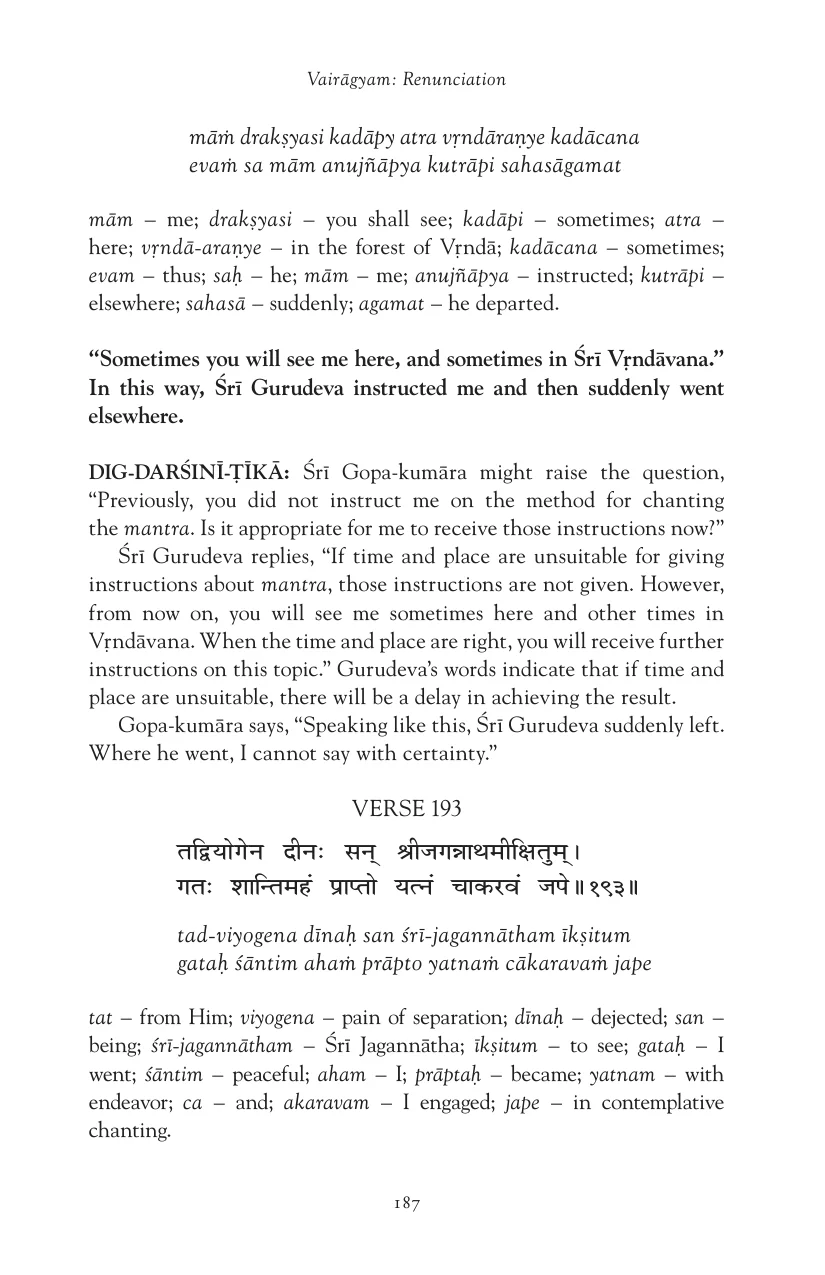 Vairāgyam: Renunciation
māṁ drakṣyasi kadāpy atra vṛndāraṇye kadācana
evaṁ sa mām anujñāpya kutrāpi sahasāgamat
mām – me; drakṣyasi – you shall see; kadāpi – sometimes; atra –
here; vṛndā-araṇye – in the forest of Vṛndā; kadācana – sometimes;
evam – thus; saḥ – he; mām – me; anujñāpya – instructed; kutrāpi –
elsewhere; sahasā – suddenly; agamat – he departed.
“Sometimes you will see me here, and sometimes in Śrī Vṛndāvana.”
In this way, Śrī Gurudeva instructed me and then suddenly went
elsewhere.
DIG-DARŚINĪ-ṬĪKĀ: Śrī Gopa-kumāra might raise the question,
“Previously, you did not instruct me on the method for chanting
the mantra. Is it appropriate for me to receive those instructions now?”
Śrī Gurudeva replies, “If time and place are unsuitable for giving
instructions about mantra, those instructions are not given. However,
from now on, you will see me sometimes here and other times in
Vṛndāvana. When the time and place are right, you will receive further
instructions on this topic.” Gurudeva’s words indicate that if time and
place are unsuitable, there will be a delay in achieving the result.
Gopa-kumāra says, “Speaking like this, Śrī Gurudeva suddenly left.
Where he went, I cannot say with certainty.”
VERSE 193
तद्वियोगेन दीनः सन् श्रीजगन्नाथमीक्षितुम्।
गतः शान्तिमहं प्राप्तो यत्नं चाकरवं जपे॥१९३॥
tad-viyogena dīnaḥ san śrī-jagannātham īkṣitum
gataḥ śāntim ahaṁ prāpto yatnaṁ cākaravaṁ jape
tat – from Him; viyogena – pain of separation; dīnaḥ – dejected; san –
being; śrī-jagannātham – Śrī Jagannātha; īkṣitum – to see; gataḥ – I
went; śāntim – peaceful; aham – I; prāptaḥ – became; yatnam – with
endeavor; ca – and; akaravam – I engaged; jape – in contemplative
chanting.
187